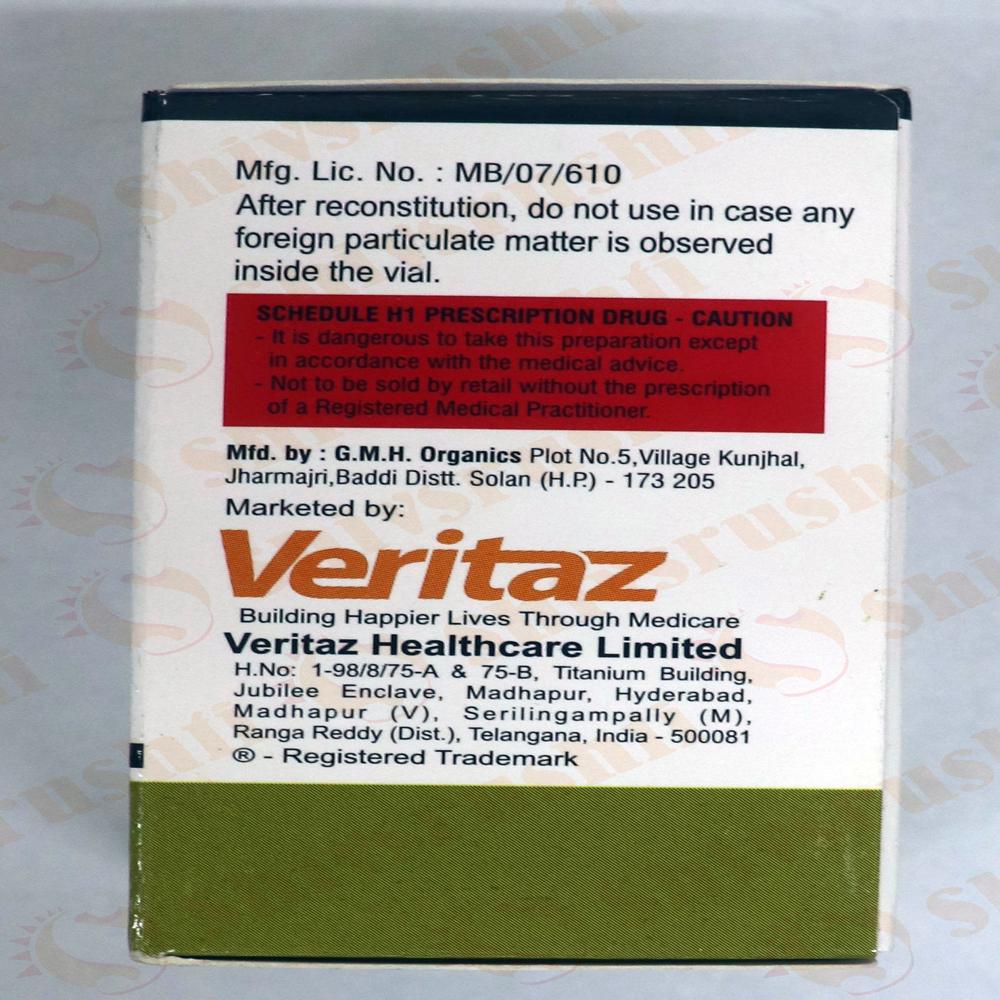 Mfg. Lic. No. : MB/07/610
After reconstitution, do not use in case any
foreign particulate matter is observed
inside the vial.
SCHEDULE H1 PRESCRIPTION DRUG - CAUTION
- It is dangerous to take this preparation except
in accordance with the medical advice.
- Not to be sold by retail without the prescription
of a Registered Medical Practitioner.
Mfd. by : G.M.H. Organics Plot No.5,Village Kunjhal,
Jharmajri,Baddi Distt. Solan (H.P.) - 173 205
Marketed by:
Veritaz
Building Happier Lives Through Medicare
Veritaz Healthcare Limited
H.No: 1-98/8/75-A & 75-B, Titanium Building,
Jubilee Enclave, Madhapur, Hyderabad,
Madhapur (V), Serilingampally (M),
Ranga Reddy (Dist.), Telangana, India - 500081
® - Registered Trademark
Shivshrushti